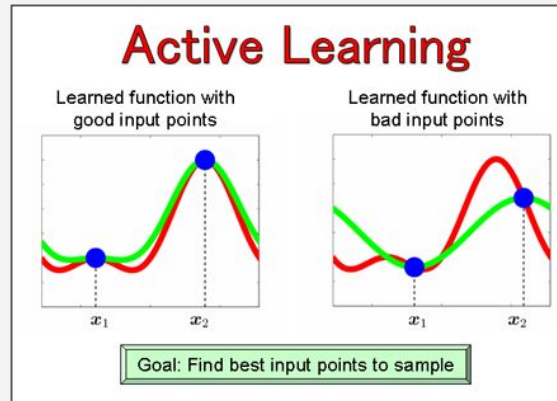 Active Learning
Learned function with
good input points
Learned function with
bad input points
x₁
x₂
x₁
x₂
Goal: Find best input points to sample